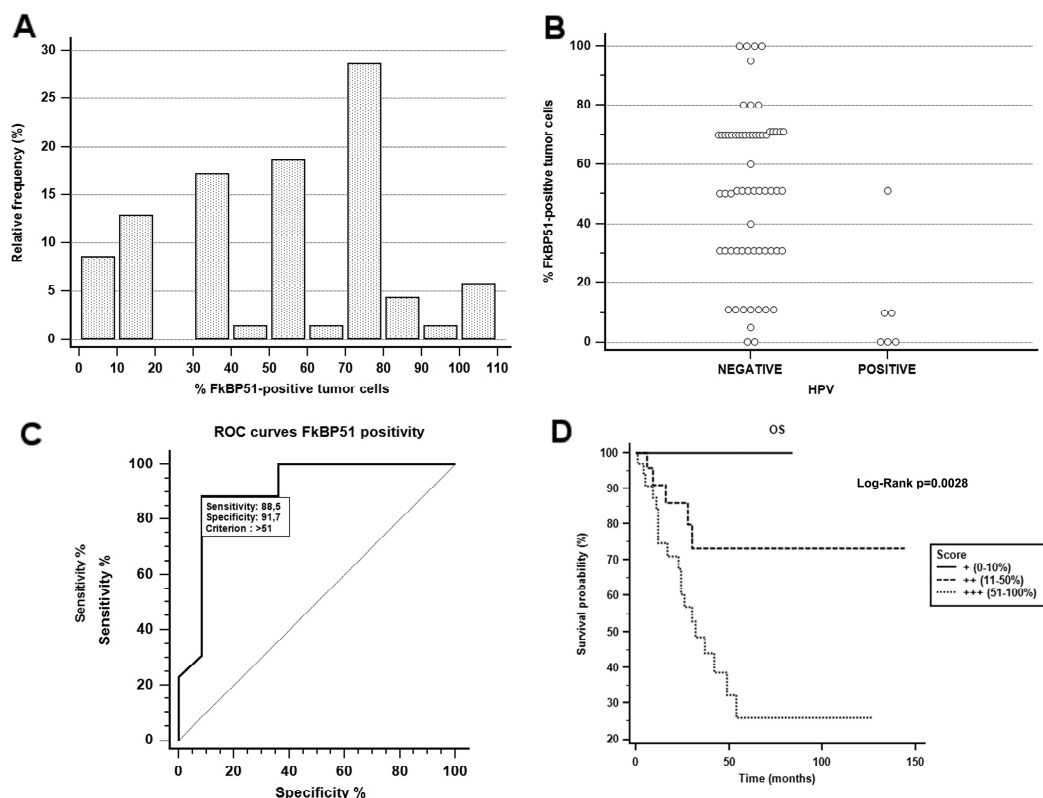 A
Relative frequency (%)
30
25
20
15
10
5
0
0 10 20 30 40 50 60 70 80 90 100 110
% FkBP51-positive tumor cells
B
% FkBP51-positive tumor cells
100
80
60
40
20
0
NEGATIVE POSITIVE
HPV
C
ROC curves FkBP51 positivity
Sensitivity %
Sensitivity %
100
80
60
40
20
0
Sensitivity: 88,5
Specificity: 91,7
Criterion : >51
0 20 40 60 80 100
Specificity %
D
OS
Survival probability (%)
100
90
80
70
60
50
40
30
20
Log-Rank p=0.0028
0 50 100 150
Time (months)
Score
+ (0-10%)
++ (11-50%)
+++ (51-100%)